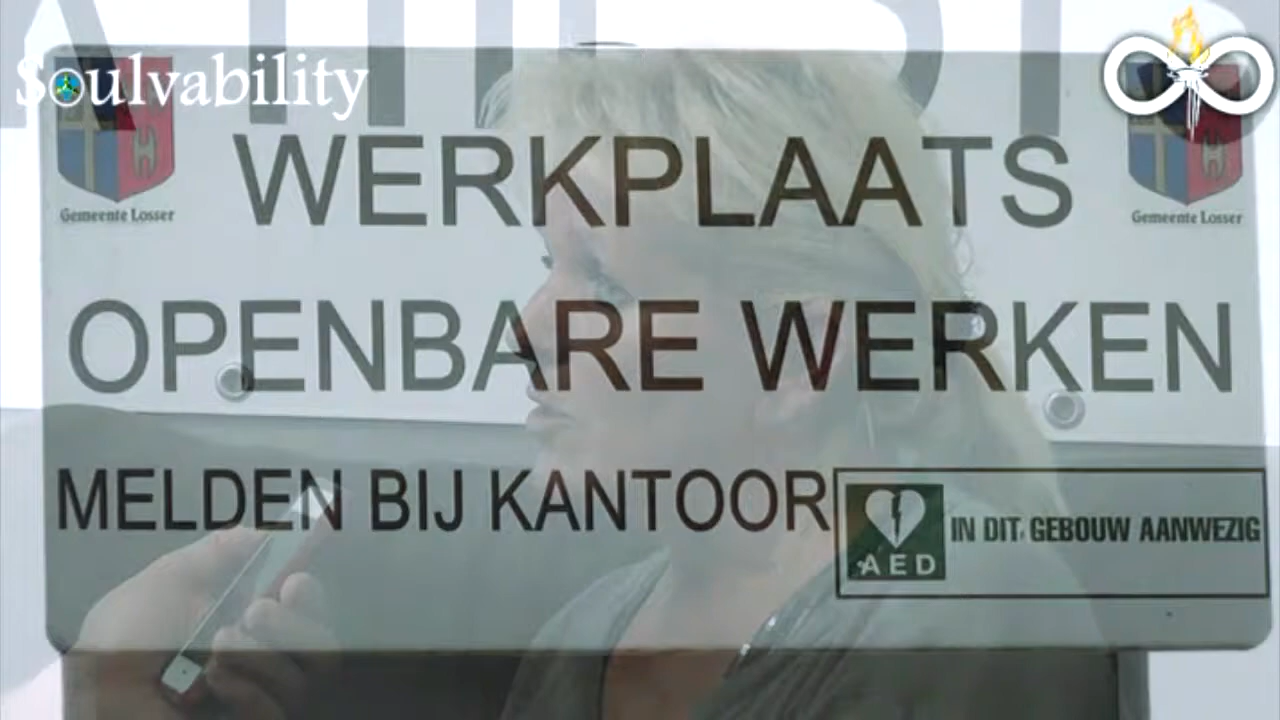 Soulvability
WERKPLAATS
Gemeente Losser
Gemeente Losser
OPENBARE WERKEN
MELDEN BIJ KANTOOR
AED
IN DIT GEBOUW AANWEZIG